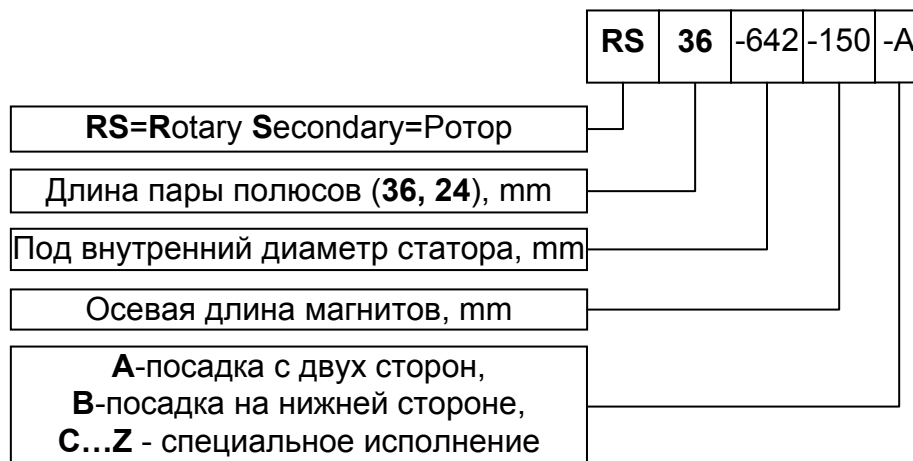 RS 36 -642 -150 -A
RS=Rotary Secondary=Ротор
Длина пары полюсов (36, 24), mm
Под внутренний диаметр статора, mm
Осевая длина магнитов, mm
A-посадка с двух сторон,
B-посадка на нижней стороне,
C...Z - специальное исполнение